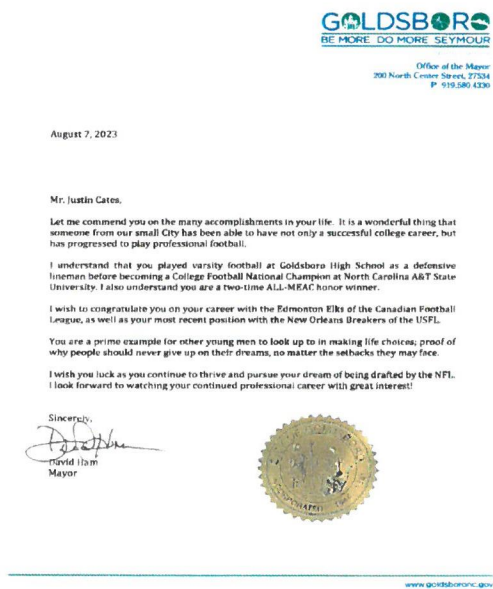 GOLDSBORO
BE MORE DO MORE SEYMOUR
Office of the Mayor
200 North Center Street, 27534
P 919.580.4330
August 7, 2023
Mr. Justin Cates,
Let me commend you on the many accomplishments in your life. It is a wonderful thing that
someone from our small City has been able to have not only a successful college career, but
has progressed to play professional football.
I understand that you played varsity football at Goldsboro High School as a defensive
lineman before becoming a College Football National Champion at North Carolina A&T State
University. I also understand you are a two-time ALL-MEAC honor winner.
I wish to congratulate you on your career with the Edmonton Elks of the Canadian Football
League, as well as your most recent position with the New Orleans Breakers of the USFL.
You are a prime example for other young men to look up to in making life choices; proof of
why people should never give up on their dreams, no matter the setbacks they may face.
I wish you luck as you continue to thrive and pursue your dream of being drafted by the NFL.
I look forward to watching your continued professional career with great interest!
Sincerely,
David Ham
Mayor
www.goldsboronc.gov